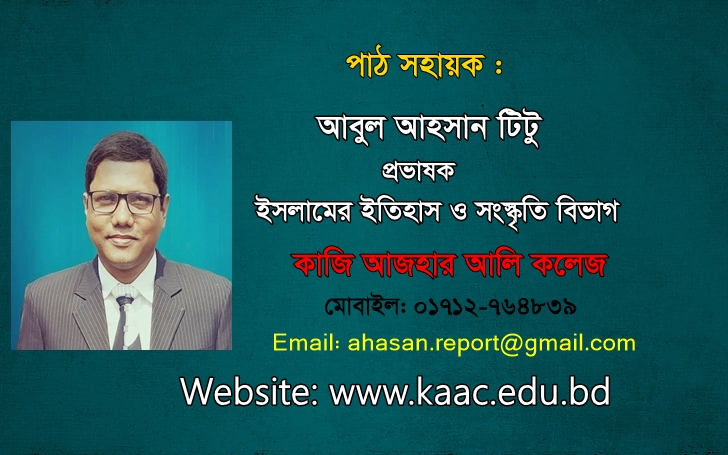 পাঠ সহায়ক :
আবুল আহসান টিটু
প্রভাষক
ইসলামের ইতিহাস ও সংস্কৃতি বিভাগ
কাজি আজহার আলি কলেজ
মোবাইল: ০১৭১২-৭৬৪৮৩৯
Email: ahasan.report@gmail.com
Website: www.kaac.edu.bd